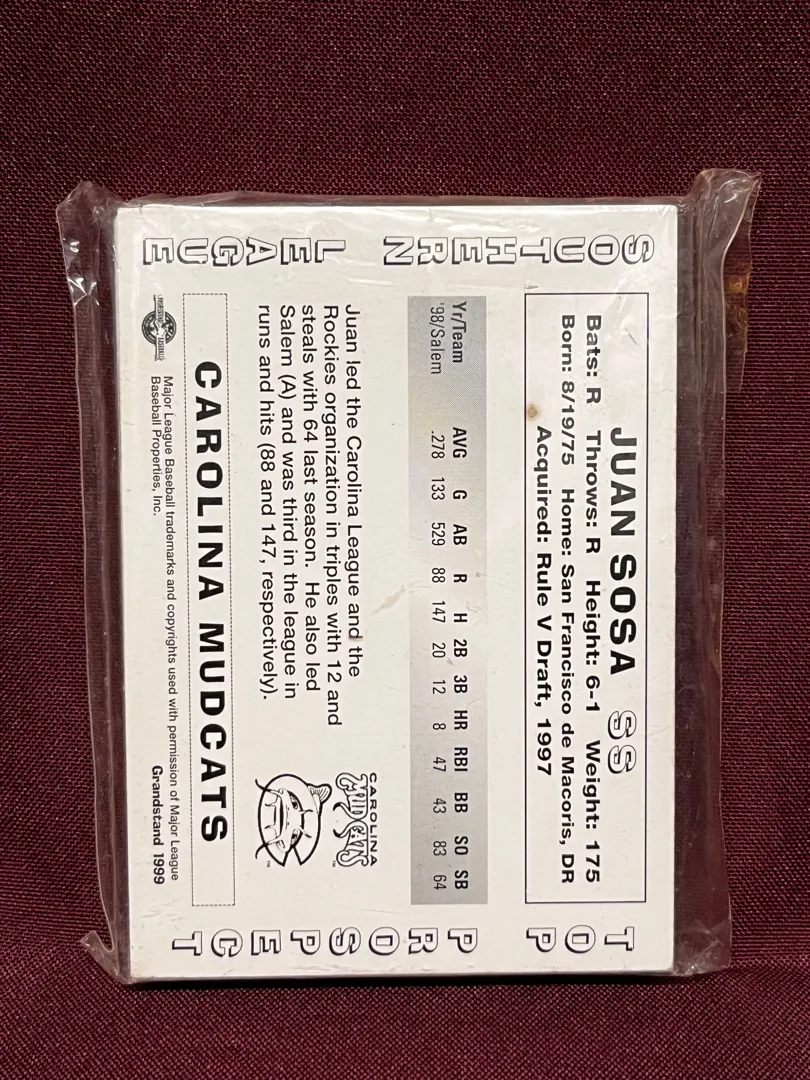 SOUTHERN LEAGUE
TOP PROSPECT
JUAN SOSA SS
Bats: R Throws: R Height: 6-1 Weight: 175
Born: 8/19/75 Home: San Francisco de Macoris, DR
Acquired: Rule V Draft, 1997
Yr/Team AVG G AB R H 2B 3B HR RBI BB SO SB
'98/Salem .278 133 529 88 147 20 12 8 47 43 83 64
Juan led the Carolina League and the
Rockies organization in triples with 12 and
steals with 64 last season. He also led
Salem (A) and was third in the league in
runs and hits (88 and 147, respectively).
CAROLINA
MUDCATS
™
™
CAROLINA MUDCATS
Major League Baseball trademarks and copyrights used with permission of Major League
Baseball Properties, Inc.
Grandstand 1999